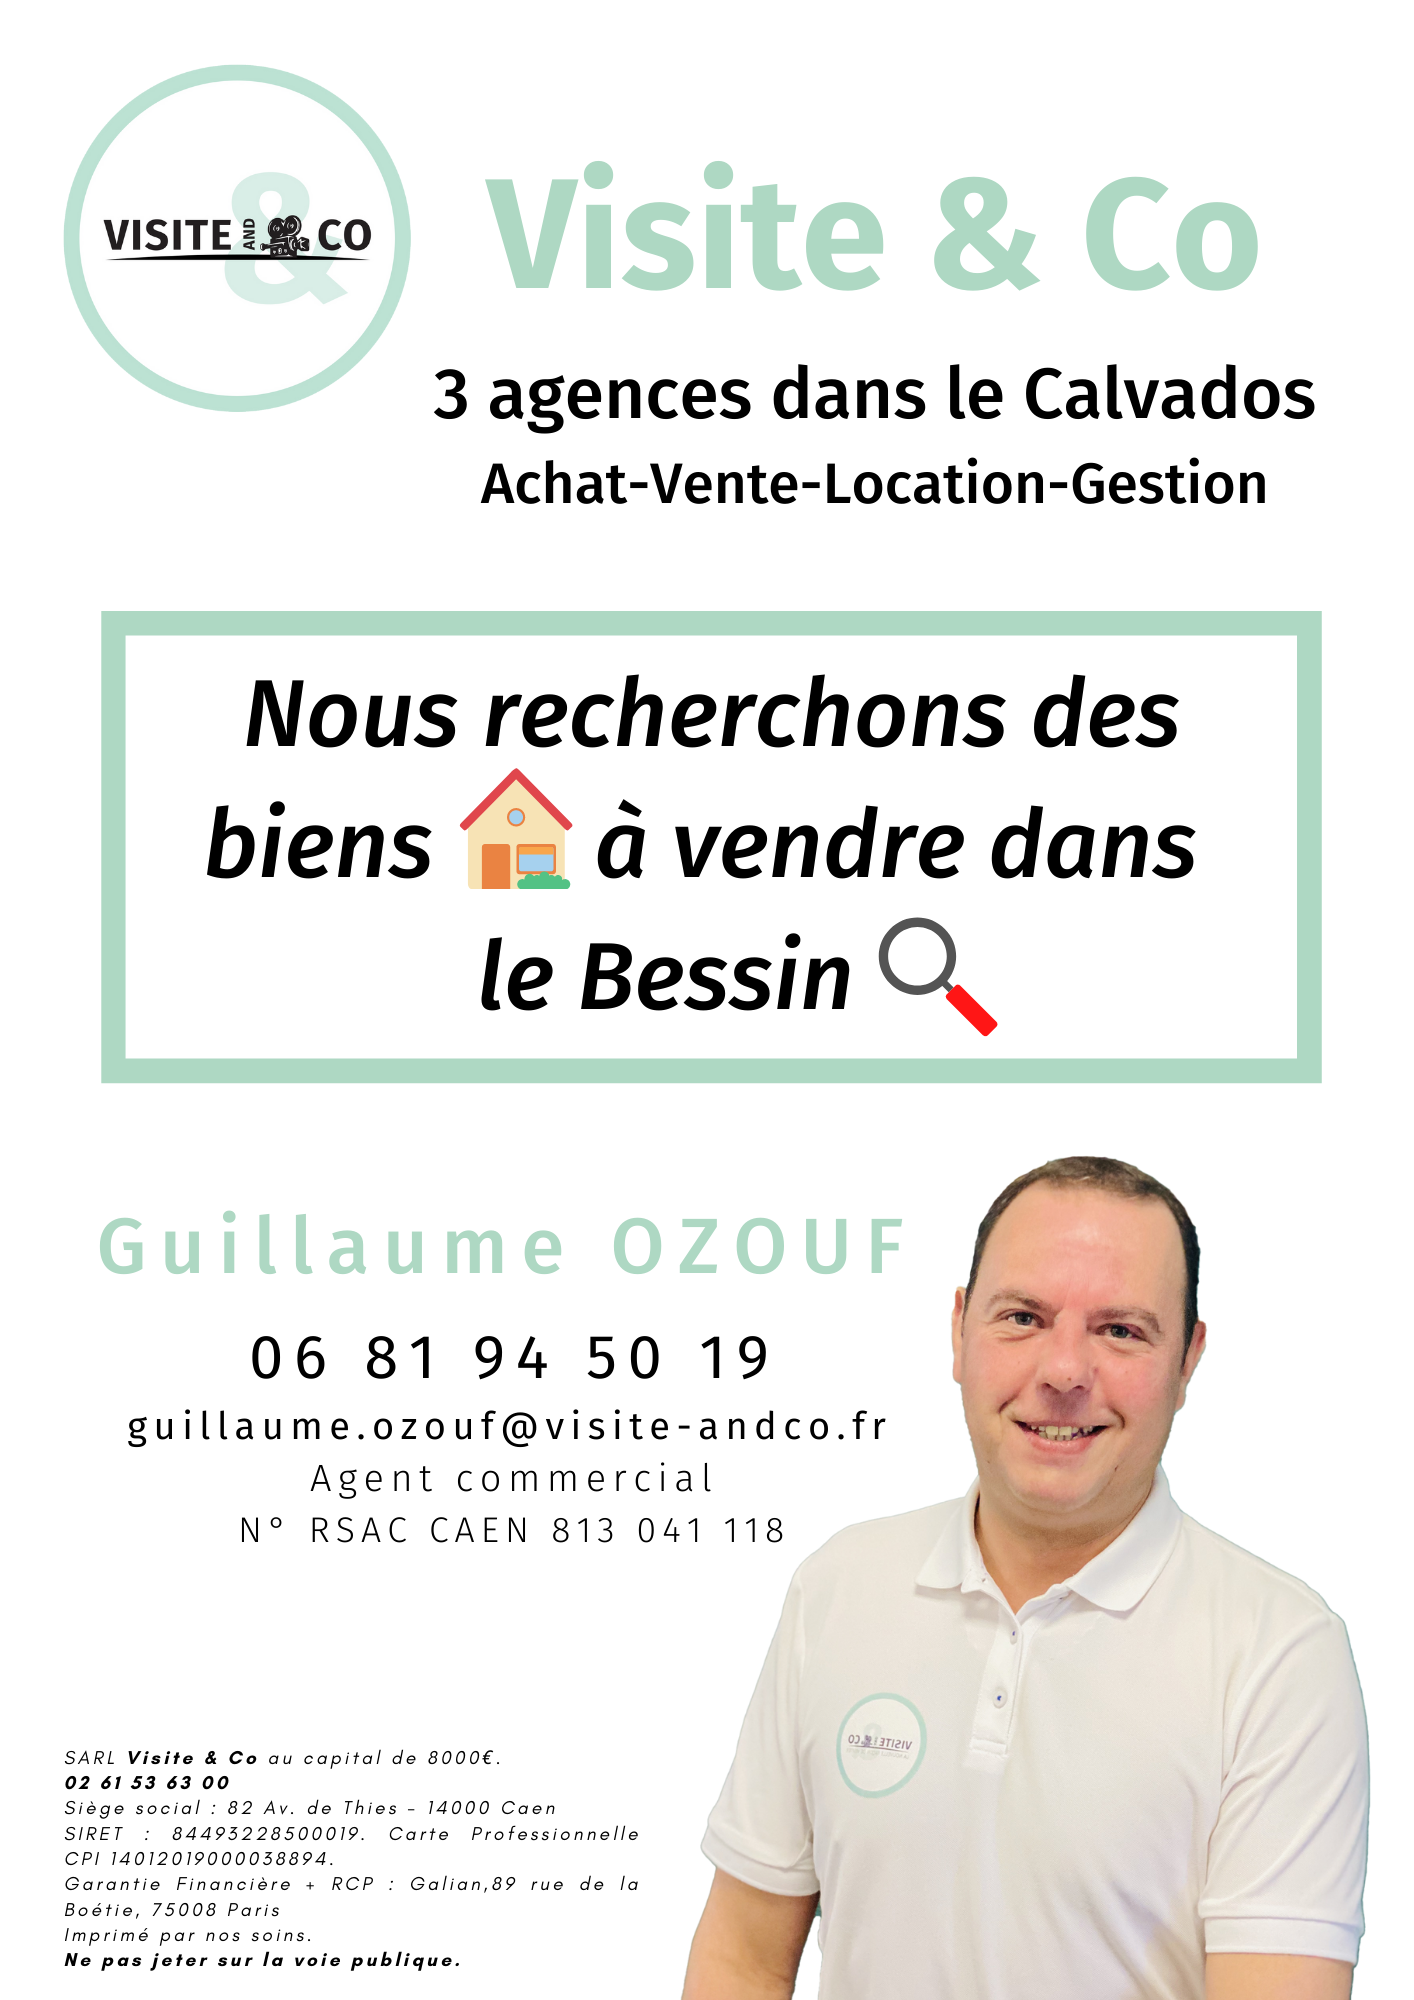 &
VISITE AND CO
Visite & Co
3 agences dans le Calvados
Achat-Vente-Location-Gestion
Nous recherchons des
biens à vendre dans
le Bessin
Guillaume OZOUF
06 81 94 50 19
guillaume.ozouf@visite-andco.fr
Agent commercial
N° RSAC CAEN 813 041 118
VISITE & CO
SARL Visite & Co au capital de 8000€.
02 61 53 63 00
Siège social : 82 Av. de Thies - 14000 Caen
SIRET : 84493228500019. Carte Professionnelle
CPI 14012019000038894.
Garantie Financière + RCP : Galian,89 rue de la
Boétie, 75008 Paris
Imprimé par nos soins.
Ne pas jeter sur la voie publique.